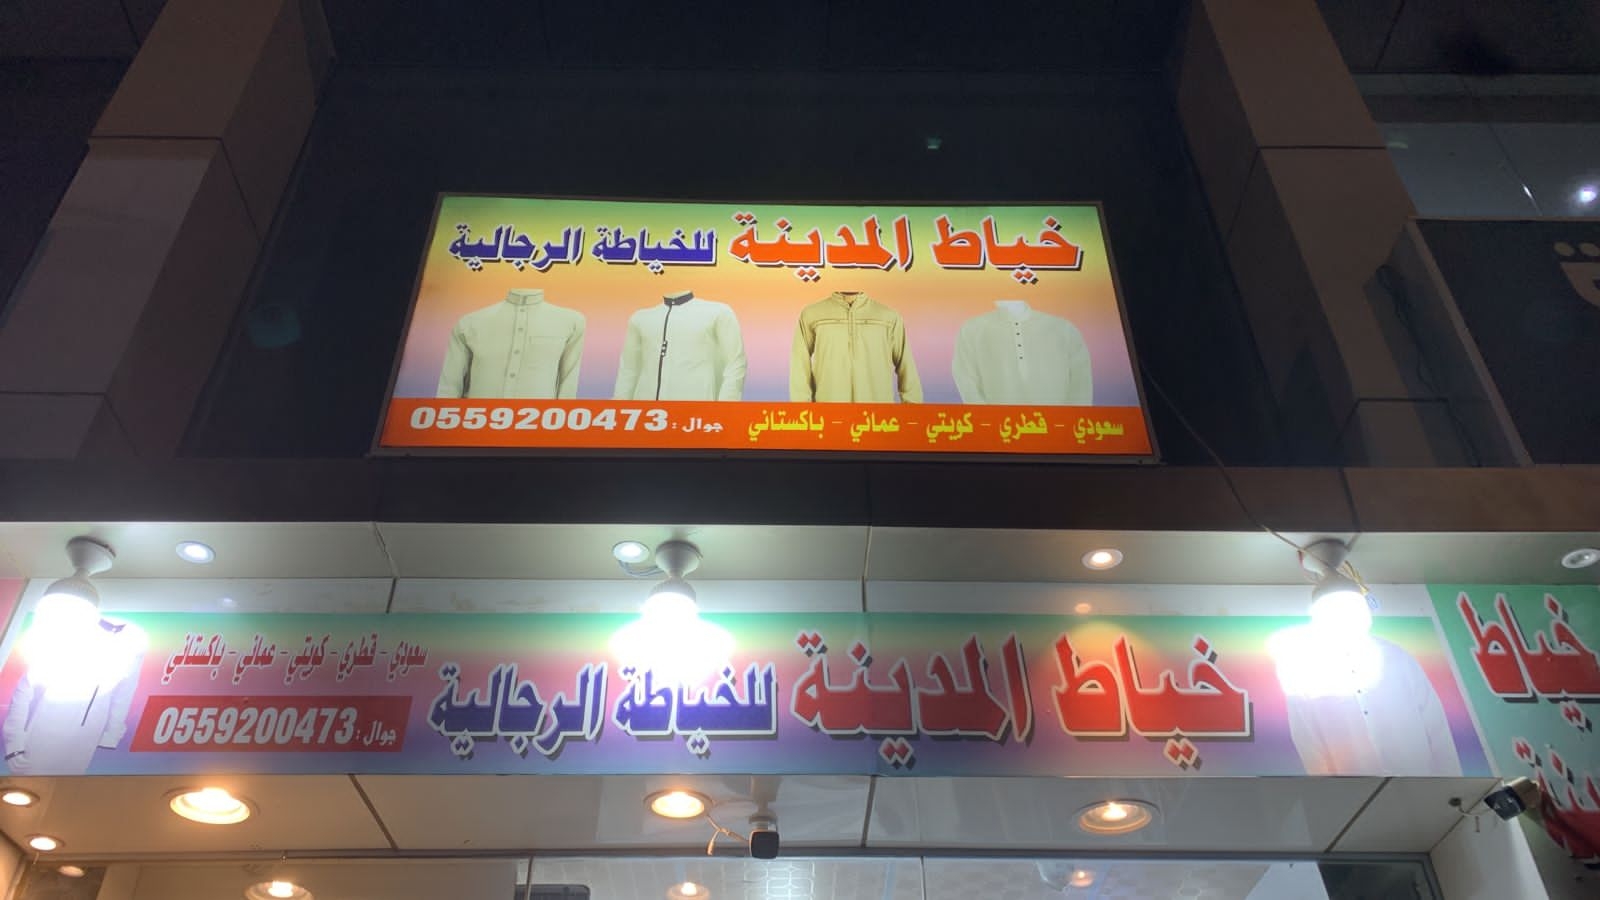 خياط المدينة للخياطة الرجالية
سعودي - قطري - كويتي - عماني - باكستاني جوال : 0559200473
خياط المدينة للخياطة الرجالية
سعودي - قطري - كويتي - عماني - باكستاني
جوال : 0559200473
خياط